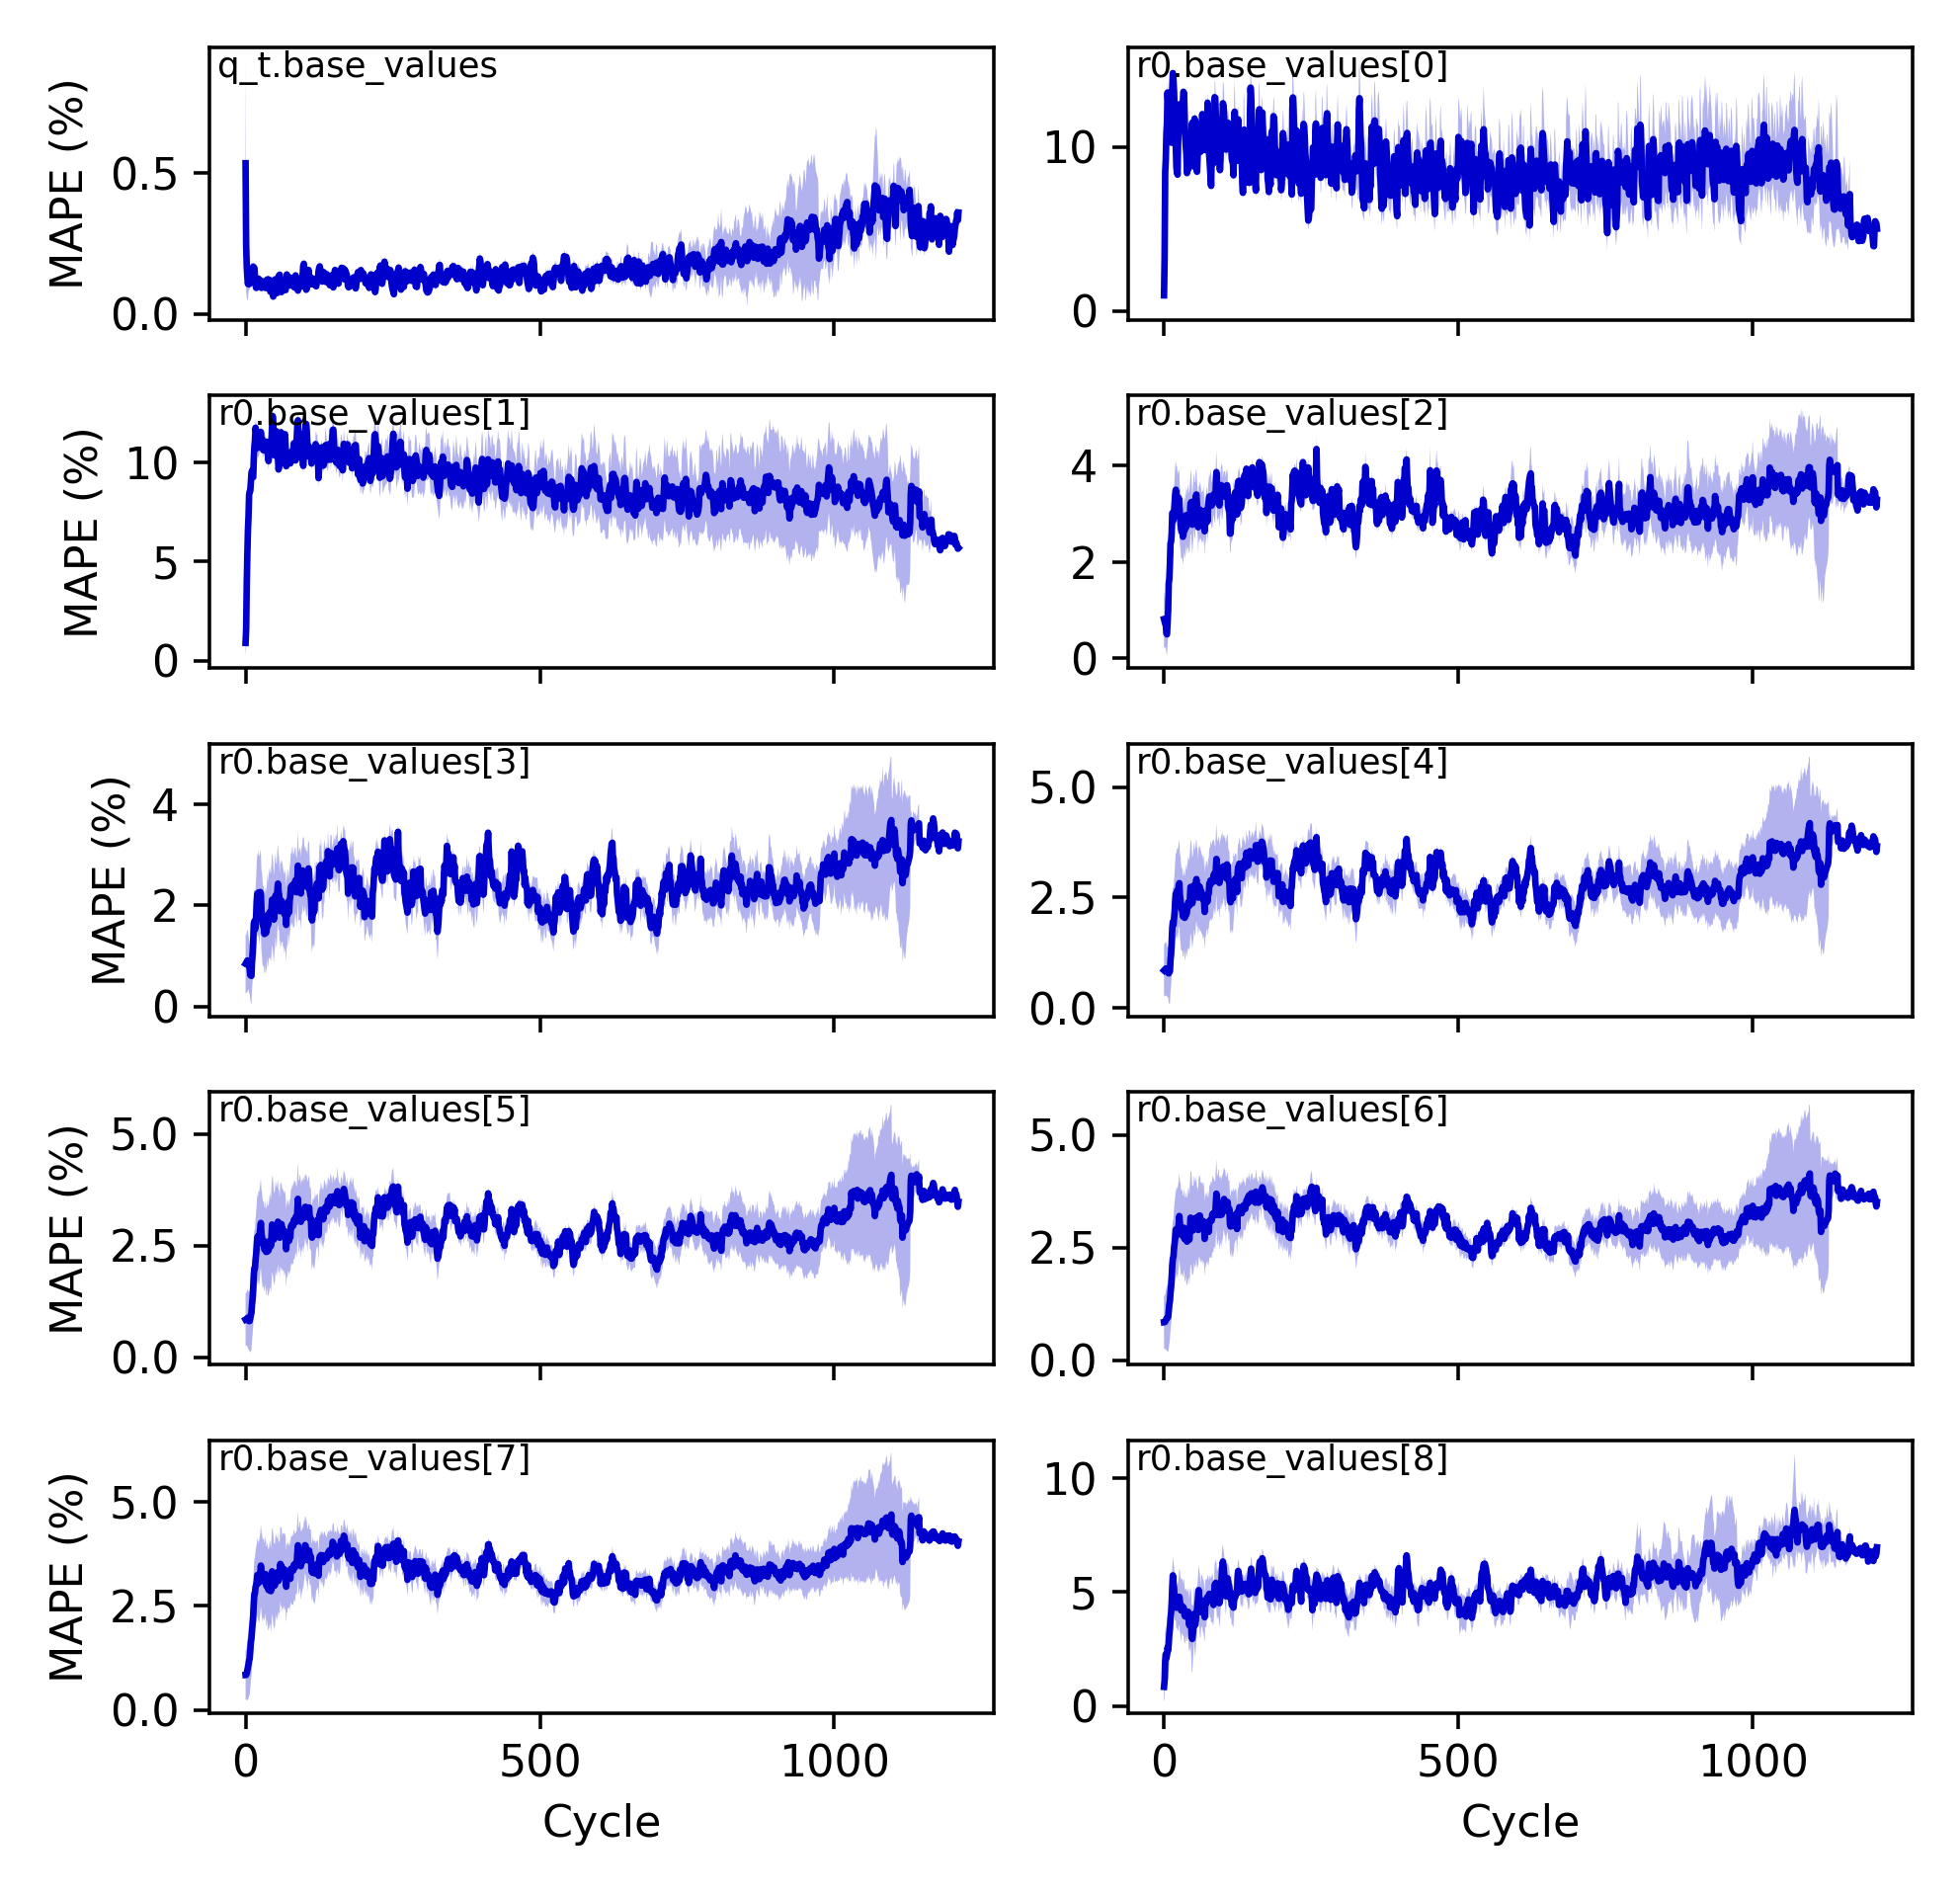 q_t.base_values
MAPE (%)
0.5
0.0
r0.base_values[0]
10
0
r0.base_values[1]
MAPE (%)
10
5
0
r0.base_values[2]
4
2
0
r0.base_values[3]
MAPE (%)
4
2
0
r0.base_values[4]
5.0
2.5
0.0
r0.base_values[5]
MAPE (%)
5.0
2.5
0.0
r0.base_values[6]
5.0
2.5
0.0
r0.base_values[7]
MAPE (%)
5.0
2.5
0.0
0 500 1000
Cycle
r0.base_values[8]
10
5
0
0 500 1000
Cycle